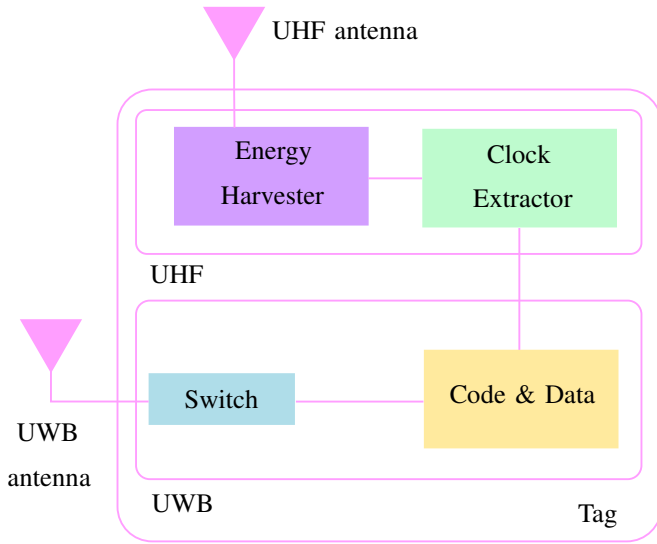 UHF antenna
Energy
Harvester
Clock
Extractor
UHF
Switch
Code & Data
UWB
antenna
UWB
Tag